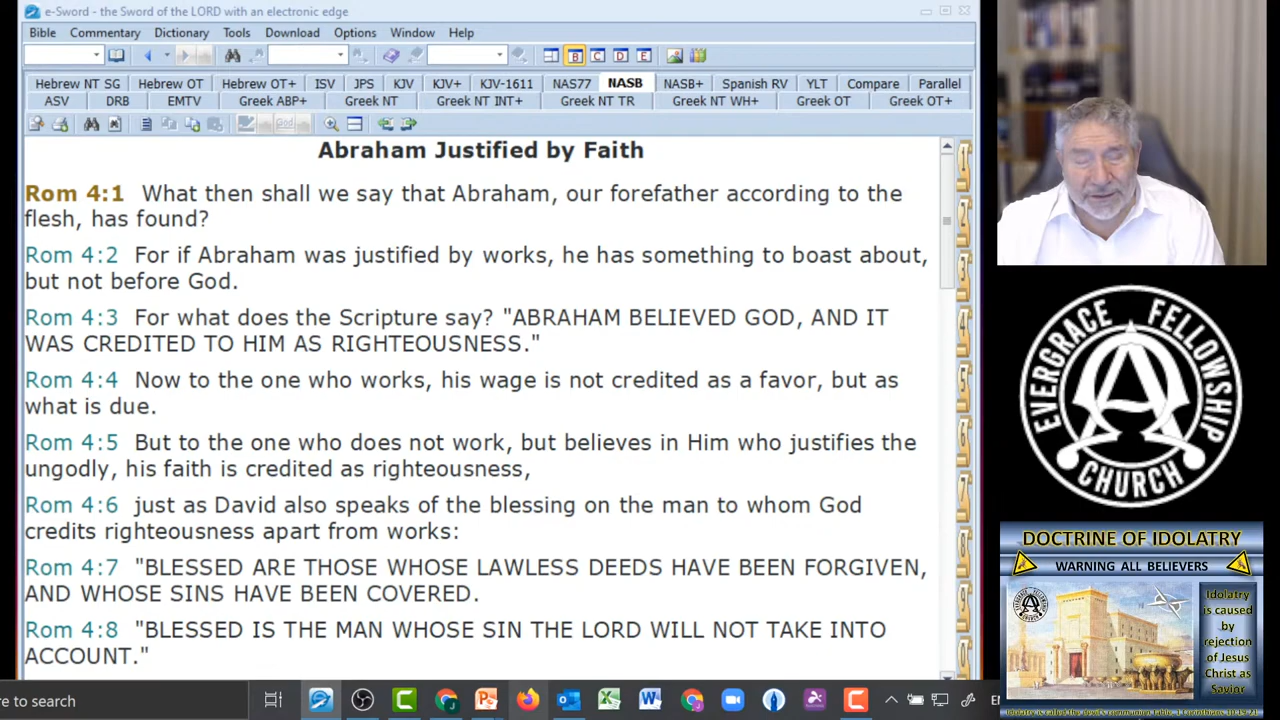 e-Sword - the Sword of the LORD with an electronic edge
Bible Commentary Dictionary Tools Download Options Window Help
B C D E
Hebrew NT SG Hebrew OT Hebrew OT+ ISV JPS KJV KJV+ KJV-1611 NAS77 NASB NASB+ Spanish RV YLT Compare Parallel
ASV DRB EMTV Greek ABP+ Greek NT Greek NT INT+ Greek NT TR Greek NT WH+ Greek OT Greek OT+
God
Abraham Justified by Faith
Rom 4:1 What then shall we say that Abraham, our forefather according to the
flesh, has found?
Rom 4:2 For if Abraham was justified by works, he has something to boast about,
but not before God.
Rom 4:3 For what does the Scripture say? "ABRAHAM BELIEVED GOD, AND IT
WAS CREDITED TO HIM AS RIGHTEOUSNESS."
Rom 4:4 Now to the one who works, his wage is not credited as a favor, but as
what is due.
Rom 4:5 But to the one who does not work, but believes in Him who justifies the
ungodly, his faith is credited as righteousness,
Rom 4:6 just as David also speaks of the blessing on the man to whom God
credits righteousness apart from works:
Rom 4:7 "BLESSED ARE THOSE WHOSE LAWLESS DEEDS HAVE BEEN FORGIVEN,
AND WHOSE SINS HAVE BEEN COVERED.
Rom 4:8 "BLESSED IS THE MAN WHOSE SIN THE LORD WILL NOT TAKE INTO
ACCOUNT."
1
2
3
4
5
6
7
8
9
re to search
EVERGRACE FELLOWSHIP
CHURCH
DOCTRINE OF IDOLATRY
WARNING ALL BELIEVERS
Idolatry
is caused
by
rejection
of Jesus
Christ as
Savior